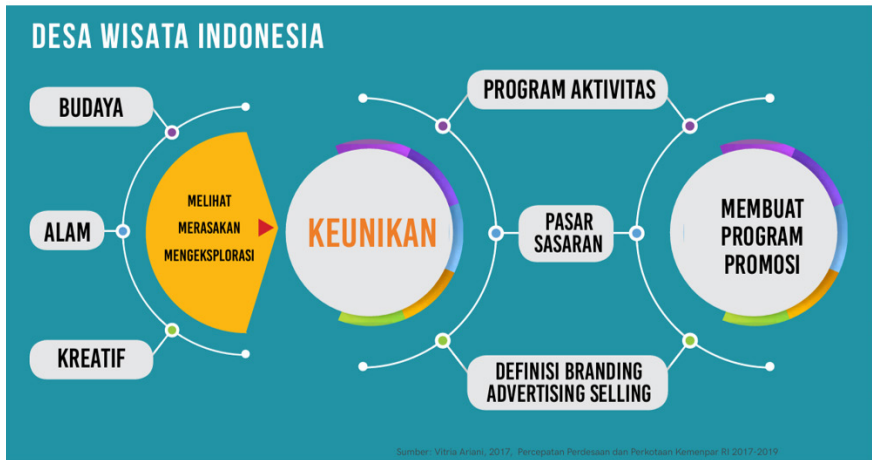 DESA WISATA INDONESIA
BUDAYA
ALAM
KREATIF
MELIHAT
MERASAKAN
MENGEKSPLORASI
KEUNIKAN
PROGRAM AKTIVITAS
PASAR
SASARAN
DEFINISI BRANDING
ADVERTISING SELLING
MEMBUAT
PROGRAM
PROMOSI
Sumber: Vitria Ariani, 2017, Percepatan Perdesaan dan Perkotaan Kemenpar RI 2017-2019